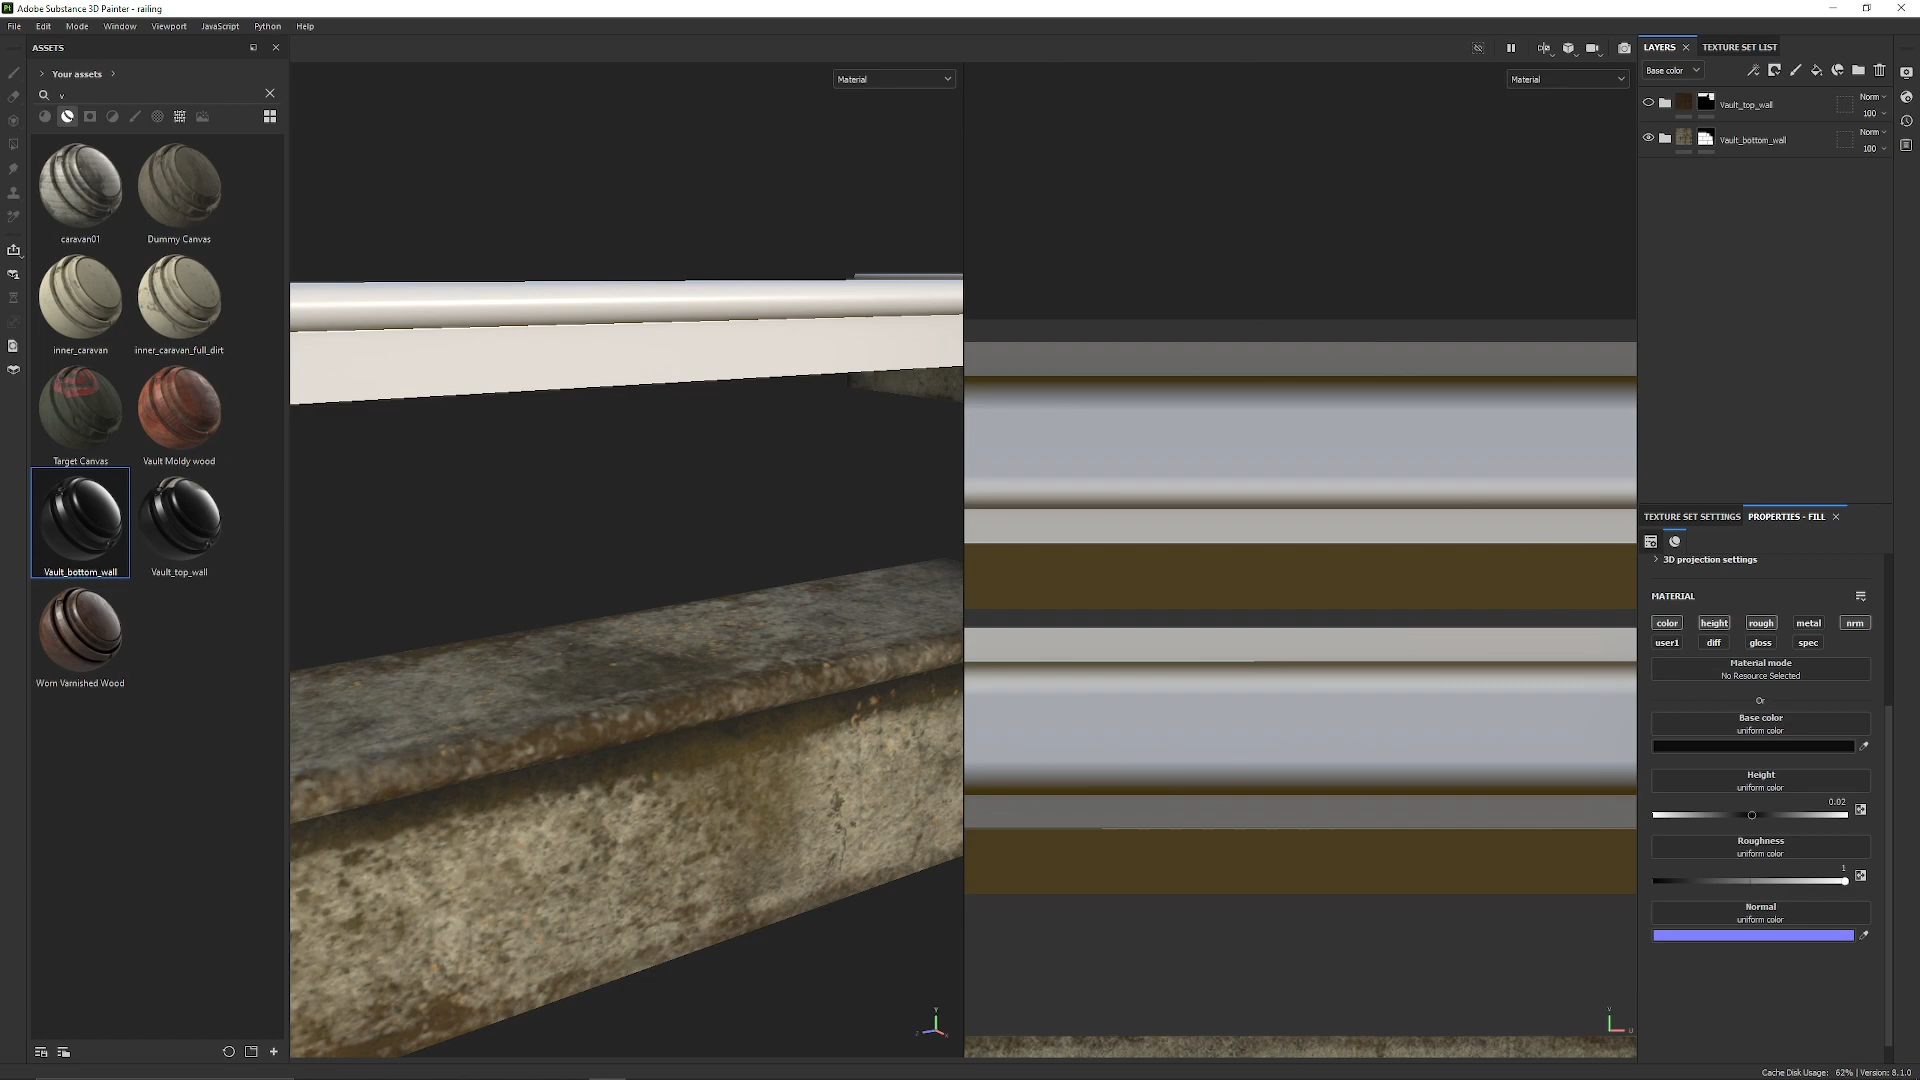 Adobe Substance 3D Painter - railing
File Edit Mode Window Viewport JavaScript Python Help
ASSETS
Your assets
v
caravan01
Dummy Canvas
inner_caravan
inner_caravan_full_dirt
Target Canvas
Vault Moldy wood
Vault_bottom_wall
Vault_top_wall
Worn Varnished Wood
Material
Y
Z
X
Material
V
U
LAYERS
TEXTURE SET LIST
Base color
Vault_top_wall
Norm
100
Vault_bottom_wall
Norm
100
TEXTURE SET SETTINGS
PROPERTIES - FILL
3D projection settings
MATERIAL
color height rough metal nrm
user1 diff gloss spec
Material mode
No Resource Selected
Or
Base color
uniform color
Height
uniform color
0.02
Roughness
uniform color
1
Normal
uniform color
Cache Disk Usage: 62% | Version: 8.1.0